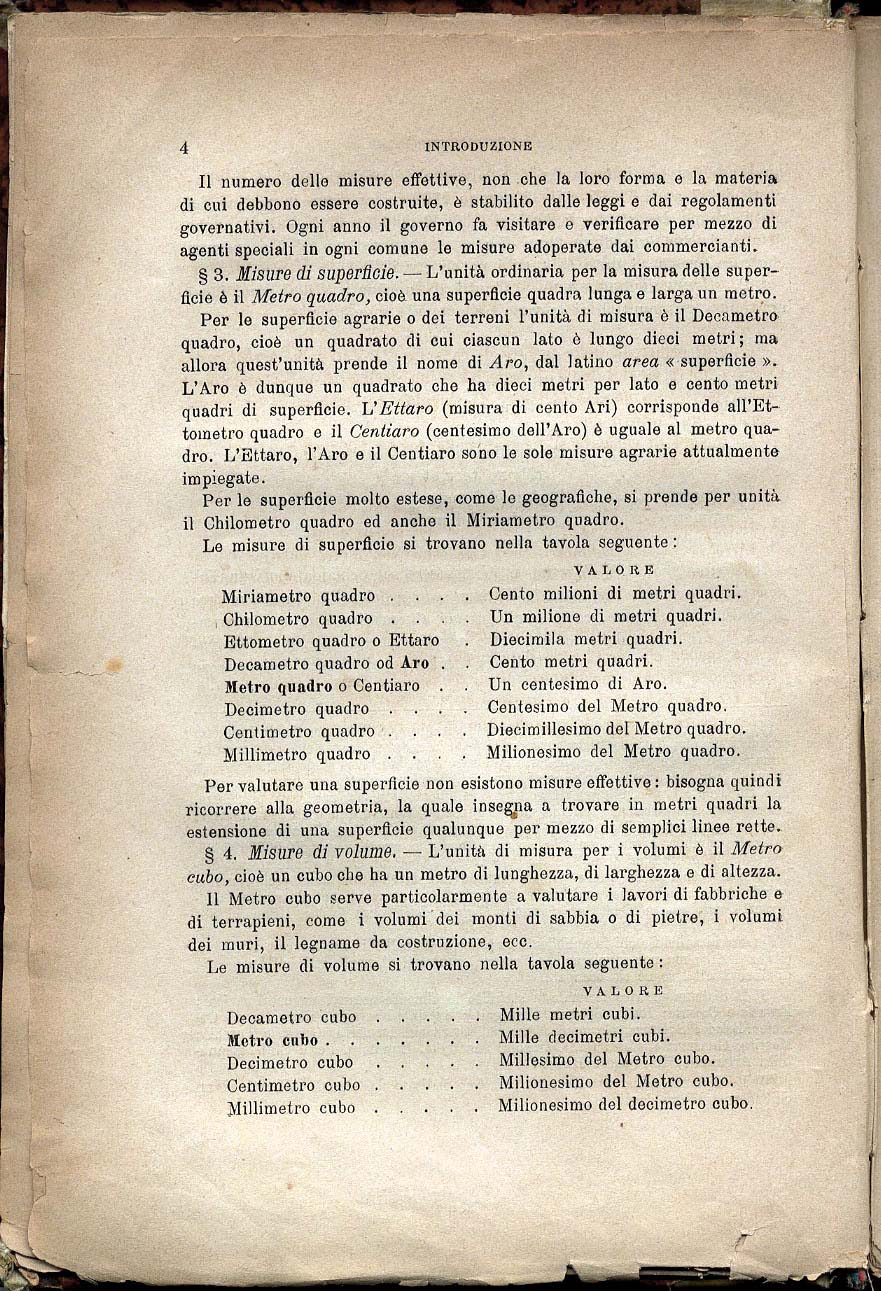 4 INTRODUZIONE
Il numero delle misure effettive, non che la loro forma e la materia
di cui debbono essere costruite, è stabilito dalle leggi e dai regolamenti
governativi. Ogni anno il governo fa visitare e verificare per mezzo di
agenti speciali in ogni comune le misure adoperate dai commercianti.
§ 3. Misure di superficie. — L'unità ordinaria per la misura delle super-
ficie è il Metro quadro, cioè una superficie quadra lunga e larga un metro.
Per le superficie agrarie o dei terreni l'unità di misura è il Decametro
quadro, cioè un quadrato di cui ciascun lato è lungo dieci metri; ma
allora quest'unità prende il nome di Aro, dal latino area « superficie ».
L'Aro è dunque un quadrato che ha dieci metri per lato e cento metri
quadri di superficie. L'Ettaro (misura di cento Ari) corrisponde all'Et-
tometro quadro e il Centiaro (centesimo dell'Aro) è uguale al metro qua-
dro. L'Ettaro, l'Aro e il Centiaro sono le sole misure agrarie attualmente
impiegate.
Per le superficie molto estese, come le geografiche, si prende per unità
il Chilometro quadro ed anche il Miriametro quadro.
Le misure di superficie si trovano nella tavola seguente:
VALORE
Miriametro quadro . . . . Cento milioni di metri quadri.
Chilometro quadro . . . . Un milione di metri quadri.
Ettometro quadro o Ettaro . Diecimila metri quadri.
Decametro quadro od Aro . . Cento metri quadri.
Metro quadro o Centiaro . . Un centesimo di Aro.
Decimetro quadro . . . . Centesimo del Metro quadro.
Centimetro quadro . . . . Diecimillesimo del Metro quadro.
Millimetro quadro . . . . Milionesimo del Metro quadro.
Per valutare una superficie non esistono misure effettive: bisogna quindi
ricorrere alla geometria, la quale insegna a trovare in metri quadri la
estensione di una superficie qualunque per mezzo di semplici linee rette.
§ 4. Misure di volume. — L'unità di misura per i volumi è il Metro
cubo, cioè un cubo che ha un metro di lunghezza, di larghezza e di altezza.
Il Metro cubo serve particolarmente a valutare i lavori di fabbriche e
di terrapieni, come i volumi dei monti di sabbia o di pietre, i volumi
dei muri, il legname da costruzione, ecc.
Le misure di volume si trovano nella tavola seguente:
VALORE
Decametro cubo . . . . . Mille metri cubi.
Metro cubo . . . . . . . Mille decimetri cubi.
Decimetro cubo . . . . . Millesimo del Metro cubo.
Centimetro cubo . . . . . Milionesimo del Metro cubo.
Millimetro cubo . . . . . Milionesimo del decimetro cubo.